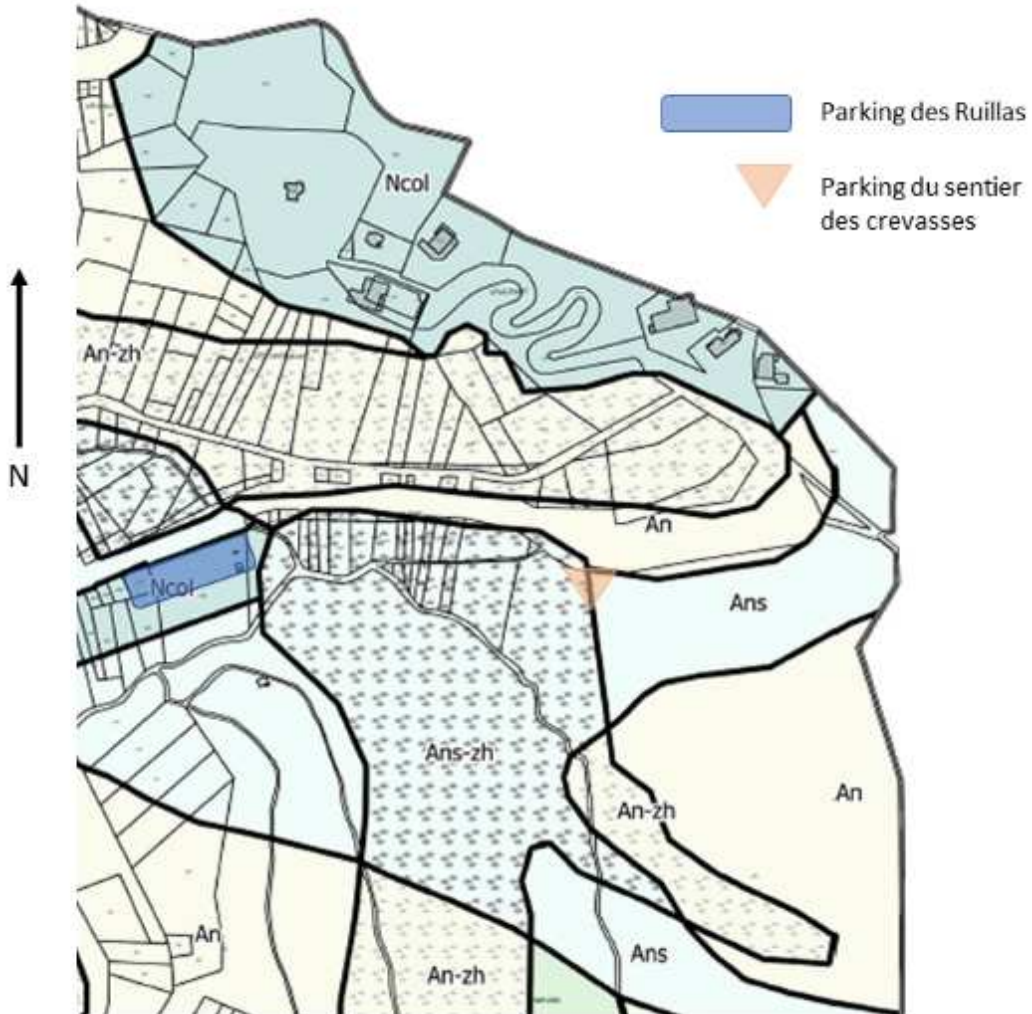 Parking des Ruillas
Parking du sentier
des crevasses
Ncol
N
An-zh
An
Ncol
Ans
Ans-zh
An
An-zh
An
Ans
An-zh